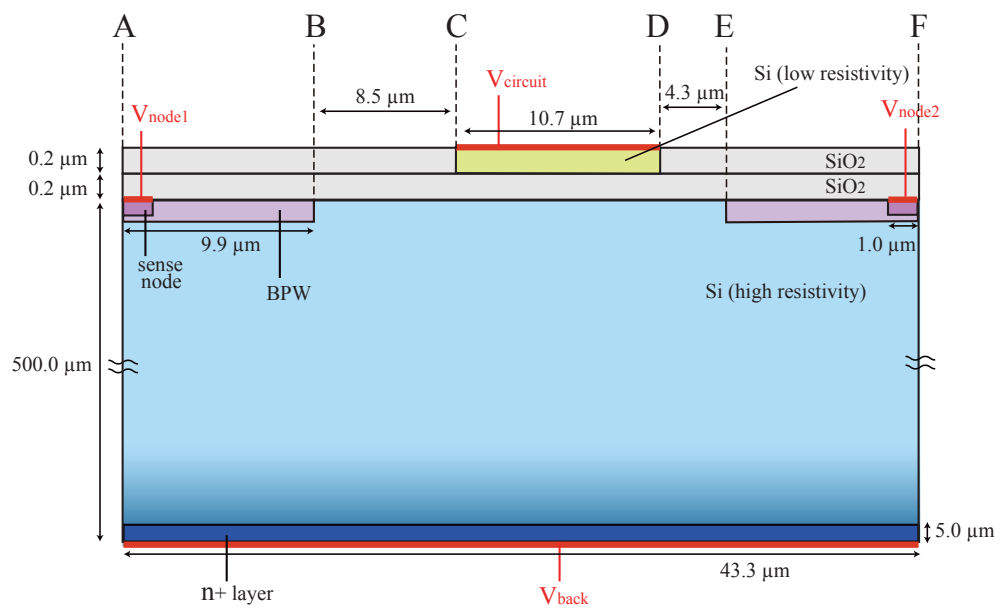 A
B
C
D
E
F
Si (low resistivity)
Vcircuit
8.5 µm
4.3 µm
Vnode1
10.7 µm
Vnode2
0.2 µm
SiO2
0.2 µm
SiO2
9.9 µm
1.0 µm
sense
node
BPW
Si (high resistivity)
500.0 µm
5.0 µm
43.3 µm
n+ layer
Vback